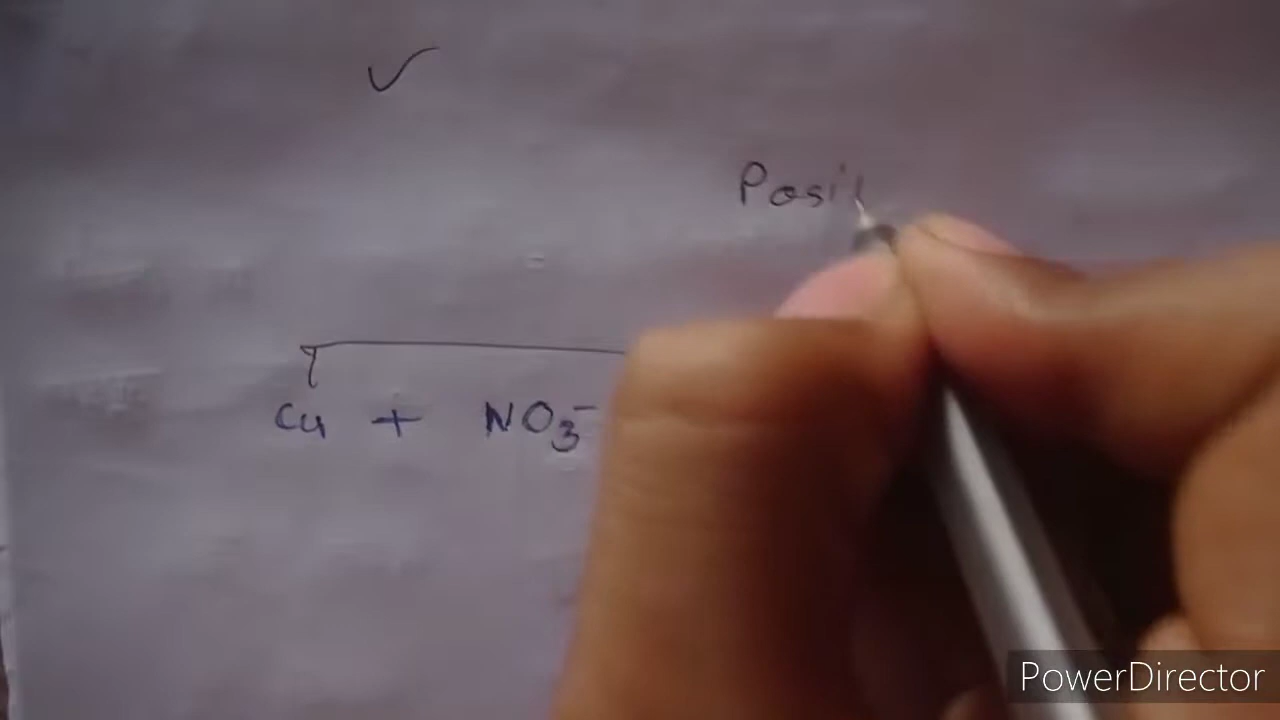 Posi
Cu + NO₃⁻
PowerDirector